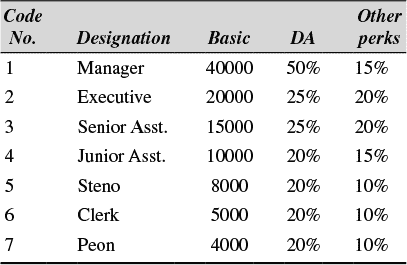 Code No. Designation Basic DA Other perks
1 Manager 40000 50% 15%
2 Executive 20000 25% 20%
3 Senior Asst. 15000 25% 20%
4 Junior Asst. 10000 20% 15%
5 Steno 8000 20% 10%
6 Clerk 5000 20% 10%
7 Peon 4000 20% 10%